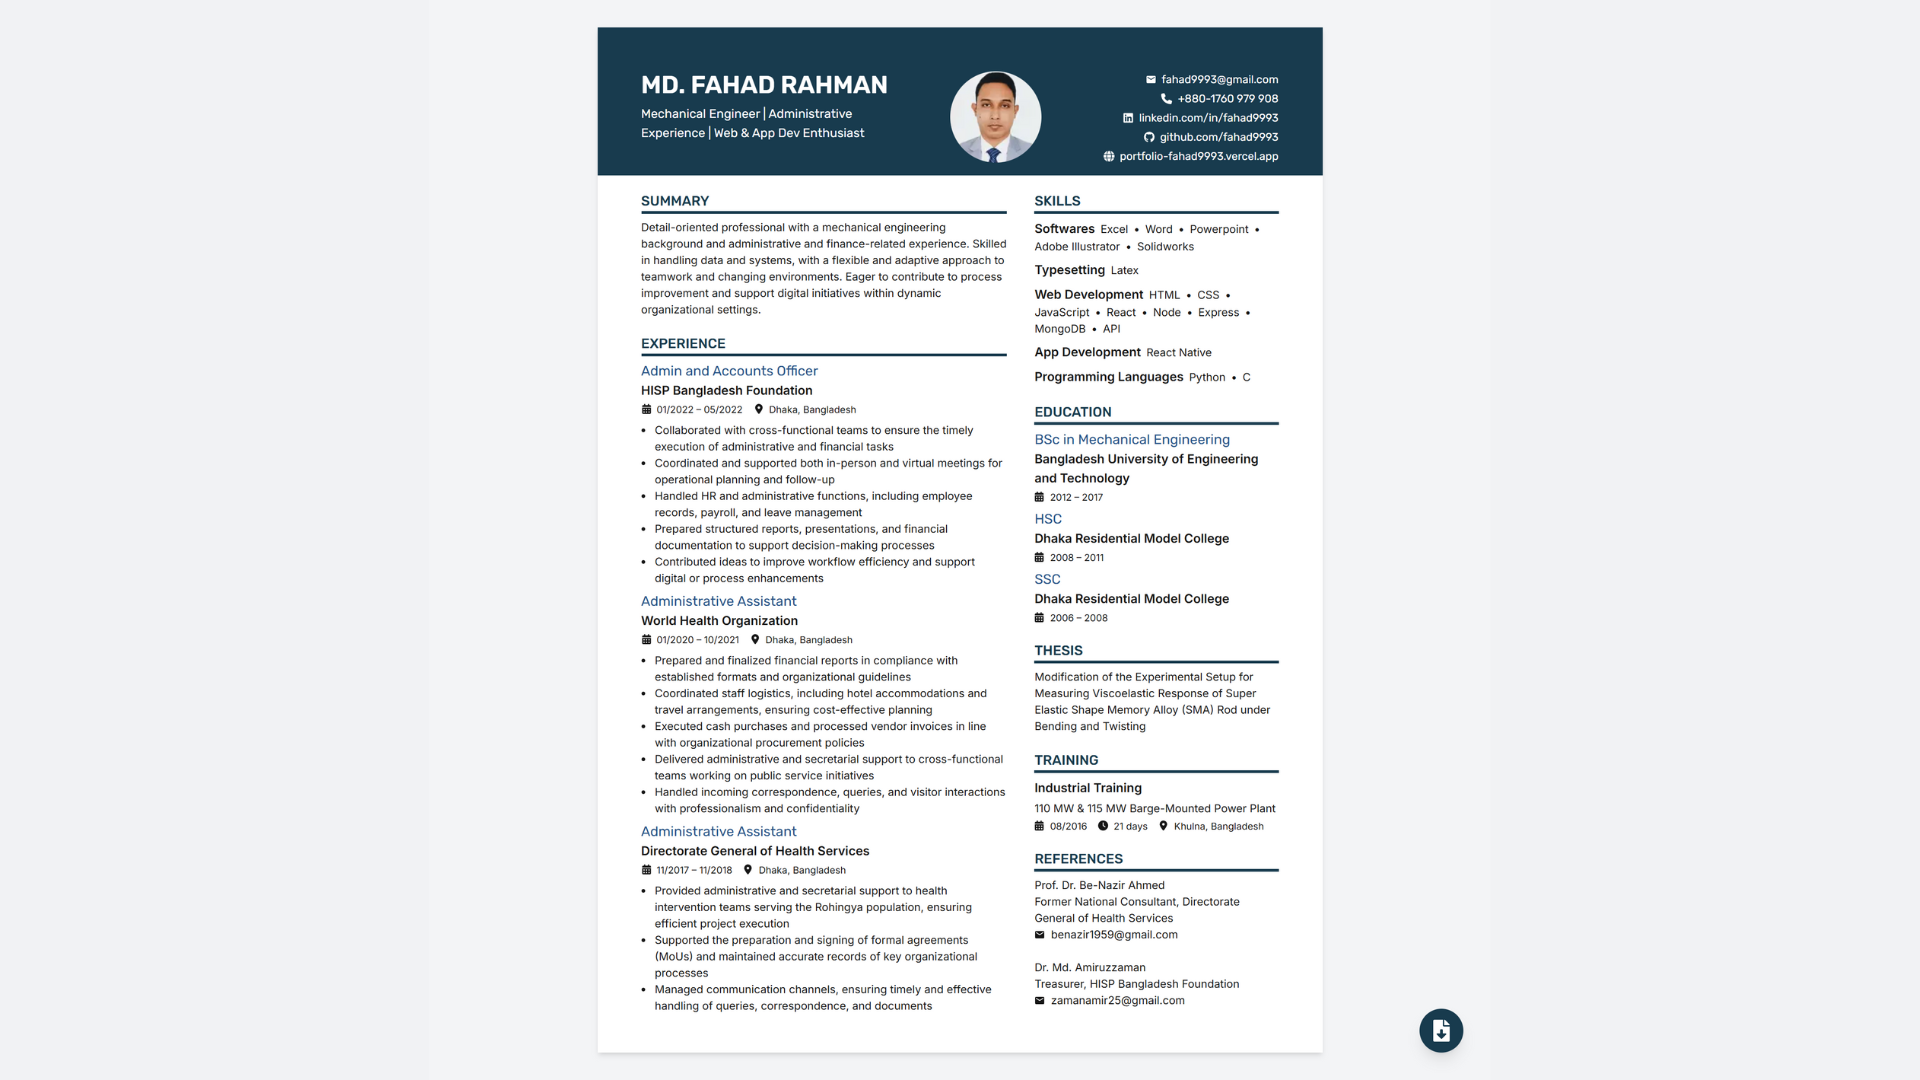 MD. FAHAD RAHMAN
Mechanical Engineer | Administrative
Experience | Web & App Dev Enthusiast
fahad9993@gmail.com
+880-1760 979 908
linkedin.com/in/fahad9993
github.com/fahad9993
portfolio-fahad9993.vercel.app
SUMMARY
Detail-oriented professional with a mechanical engineering
background and administrative and finance-related experience. Skilled
in handling data and systems, with a flexible and adaptive approach to
teamwork and changing environments. Eager to contribute to process
improvement and support digital initiatives within dynamic
organizational settings.
EXPERIENCE
Admin and Accounts Officer
HISP Bangladesh Foundation
01/2022 – 05/2022 Dhaka, Bangladesh
• Collaborated with cross-functional teams to ensure the timely
execution of administrative and financial tasks
• Coordinated and supported both in-person and virtual meetings for
operational planning and follow-up
• Handled HR and administrative functions, including employee
records, payroll, and leave management
• Prepared structured reports, presentations, and financial
documentation to support decision-making processes
• Contributed ideas to improve workflow efficiency and support
digital or process enhancements
Administrative Assistant
World Health Organization
01/2020 – 10/2021 Dhaka, Bangladesh
• Prepared and finalized financial reports in compliance with
established formats and organizational guidelines
• Coordinated staff logistics, including hotel accommodations and
travel arrangements, ensuring cost-effective planning
• Executed cash purchases and processed vendor invoices in line
with organizational procurement policies
• Delivered administrative and secretarial support to cross-functional
teams working on public service initiatives
• Handled incoming correspondence, queries, and visitor interactions
with professionalism and confidentiality
Administrative Assistant
Directorate General of Health Services
11/2017 – 11/2018 Dhaka, Bangladesh
• Provided administrative and secretarial support to health
intervention teams serving the Rohingya population, ensuring
efficient project execution
• Supported the preparation and signing of formal agreements
(MoUs) and maintained accurate records of key organizational
processes
• Managed communication channels, ensuring timely and effective
handling of queries, correspondence, and documents
SKILLS
Softwares Excel • Word • Powerpoint •
Adobe Illustrator • Solidworks
Typesetting Latex
Web Development HTML • CSS •
JavaScript • React • Node • Express •
MongoDB • API
App Development React Native
Programming Languages Python • C
EDUCATION
BSc in Mechanical Engineering
Bangladesh University of Engineering
and Technology
2012 – 2017
HSC
Dhaka Residential Model College
2008 – 2011
SSC
Dhaka Residential Model College
2006 – 2008
THESIS
Modification of the Experimental Setup for
Measuring Viscoelastic Response of Super
Elastic Shape Memory Alloy (SMA) Rod under
Bending and Twisting
TRAINING
Industrial Training
110 MW & 115 MW Barge-Mounted Power Plant
08/2016 21 days Khulna, Bangladesh
REFERENCES
Prof. Dr. Be-Nazir Ahmed
Former National Consultant, Directorate
General of Health Services
benazir1959@gmail.com
Dr. Md. Amiruzzaman
Treasurer, HISP Bangladesh Foundation
zamanamir25@gmail.com